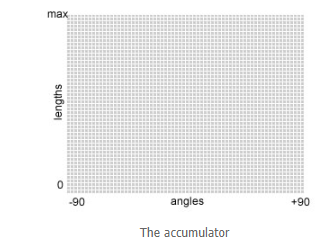 max
lengths
0
-90 angles +90
The accumulator